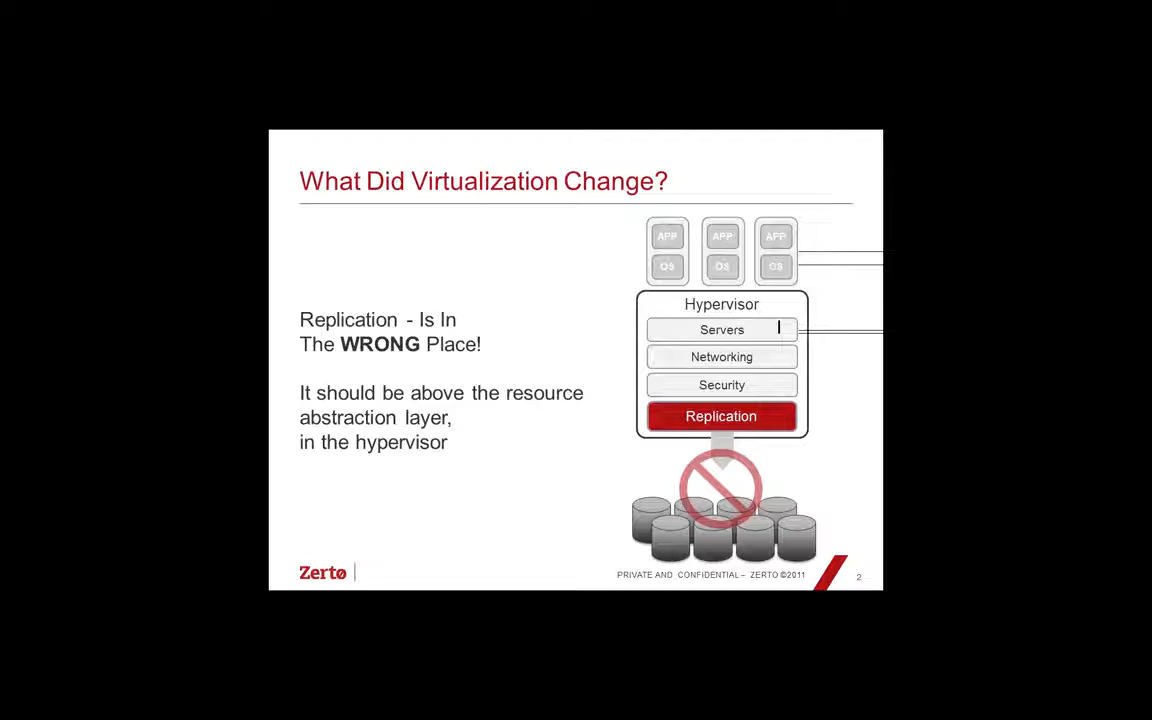 What Did Virtualization Change?
APP APP APP
OS OS OS
Hypervisor
Servers
Networking
Security
Replication
Replication - Is In
The WRONG Place!
It should be above the resource
abstraction layer,
in the hypervisor
Zerto
PRIVATE AND CONFIDENTIAL – ZERTO ©2011
2